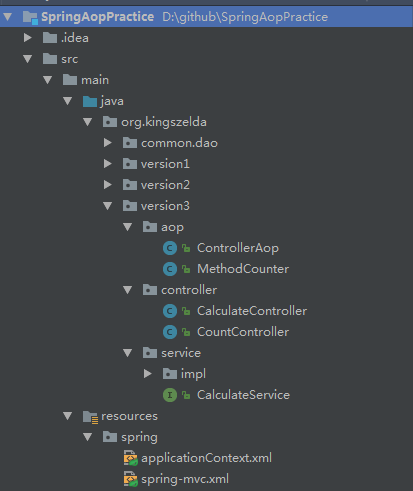 SpringAopPractice D:\github\SpringAopPractice
.idea
src
main
java
org.kingszelda
common.dao
version1
version2
version3
aop
C ControllerAop
C MethodCounter
controller
C CalculateController
C CountController
service
impl
I CalculateService
resources
spring
applicationContext.xml
spring-mvc.xml